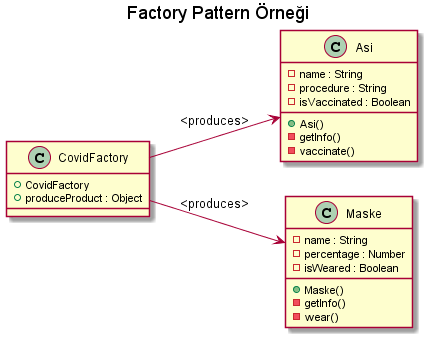 Factory Pattern Örneği
C Asi
name : String
procedure : String
isVaccinated : Boolean
Asi()
getInfo()
vaccinate()
<produces>
C CovidFactory
CovidFactory
produceProduct : Object
<produces>
C Maske
name : String
percentage : Number
isWeared : Boolean
Maske()
getInfo()
wear()